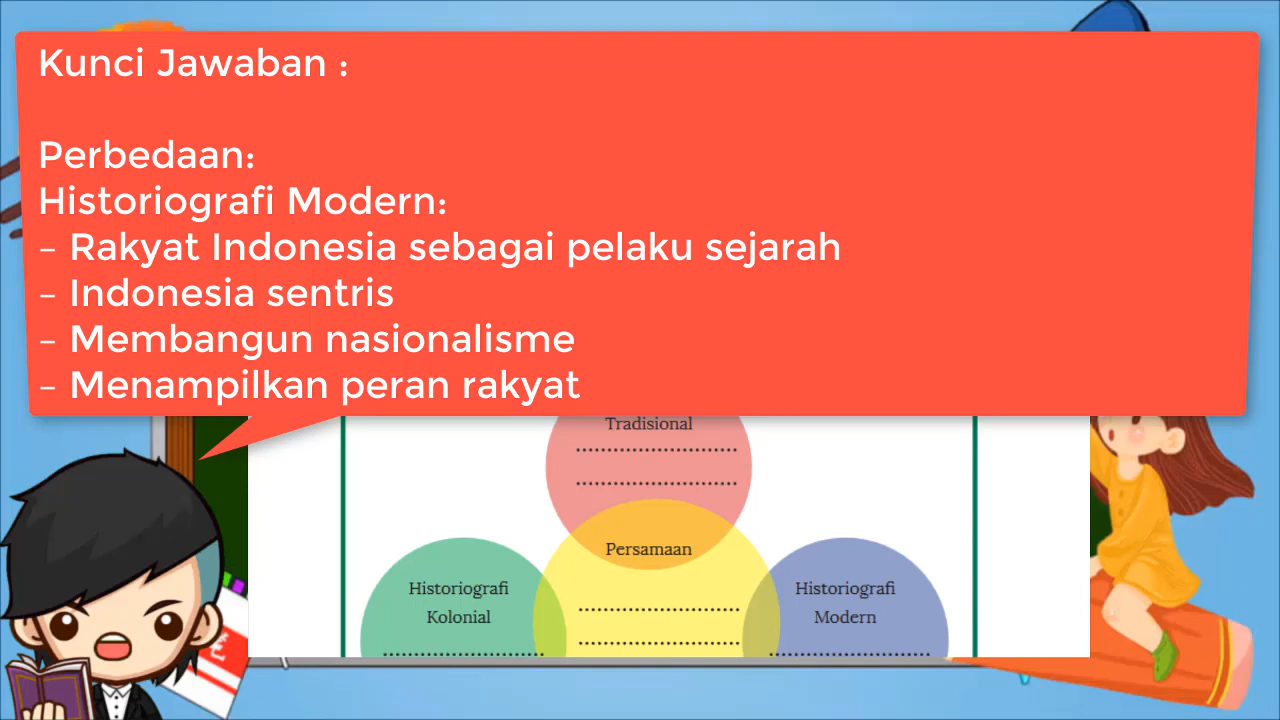 Kunci Jawaban :
Perbedaan:
Historiografi Modern:
- Rakyat Indonesia sebagai pelaku sejarah
- Indonesia sentris
- Membangun nasionalisme
- Menampilkan peran rakyat
Tradisional
..........................
..........................
Persamaan
..........................
..........................
Historiografi
Kolonial
..........................
Historiografi
Modern
..........................